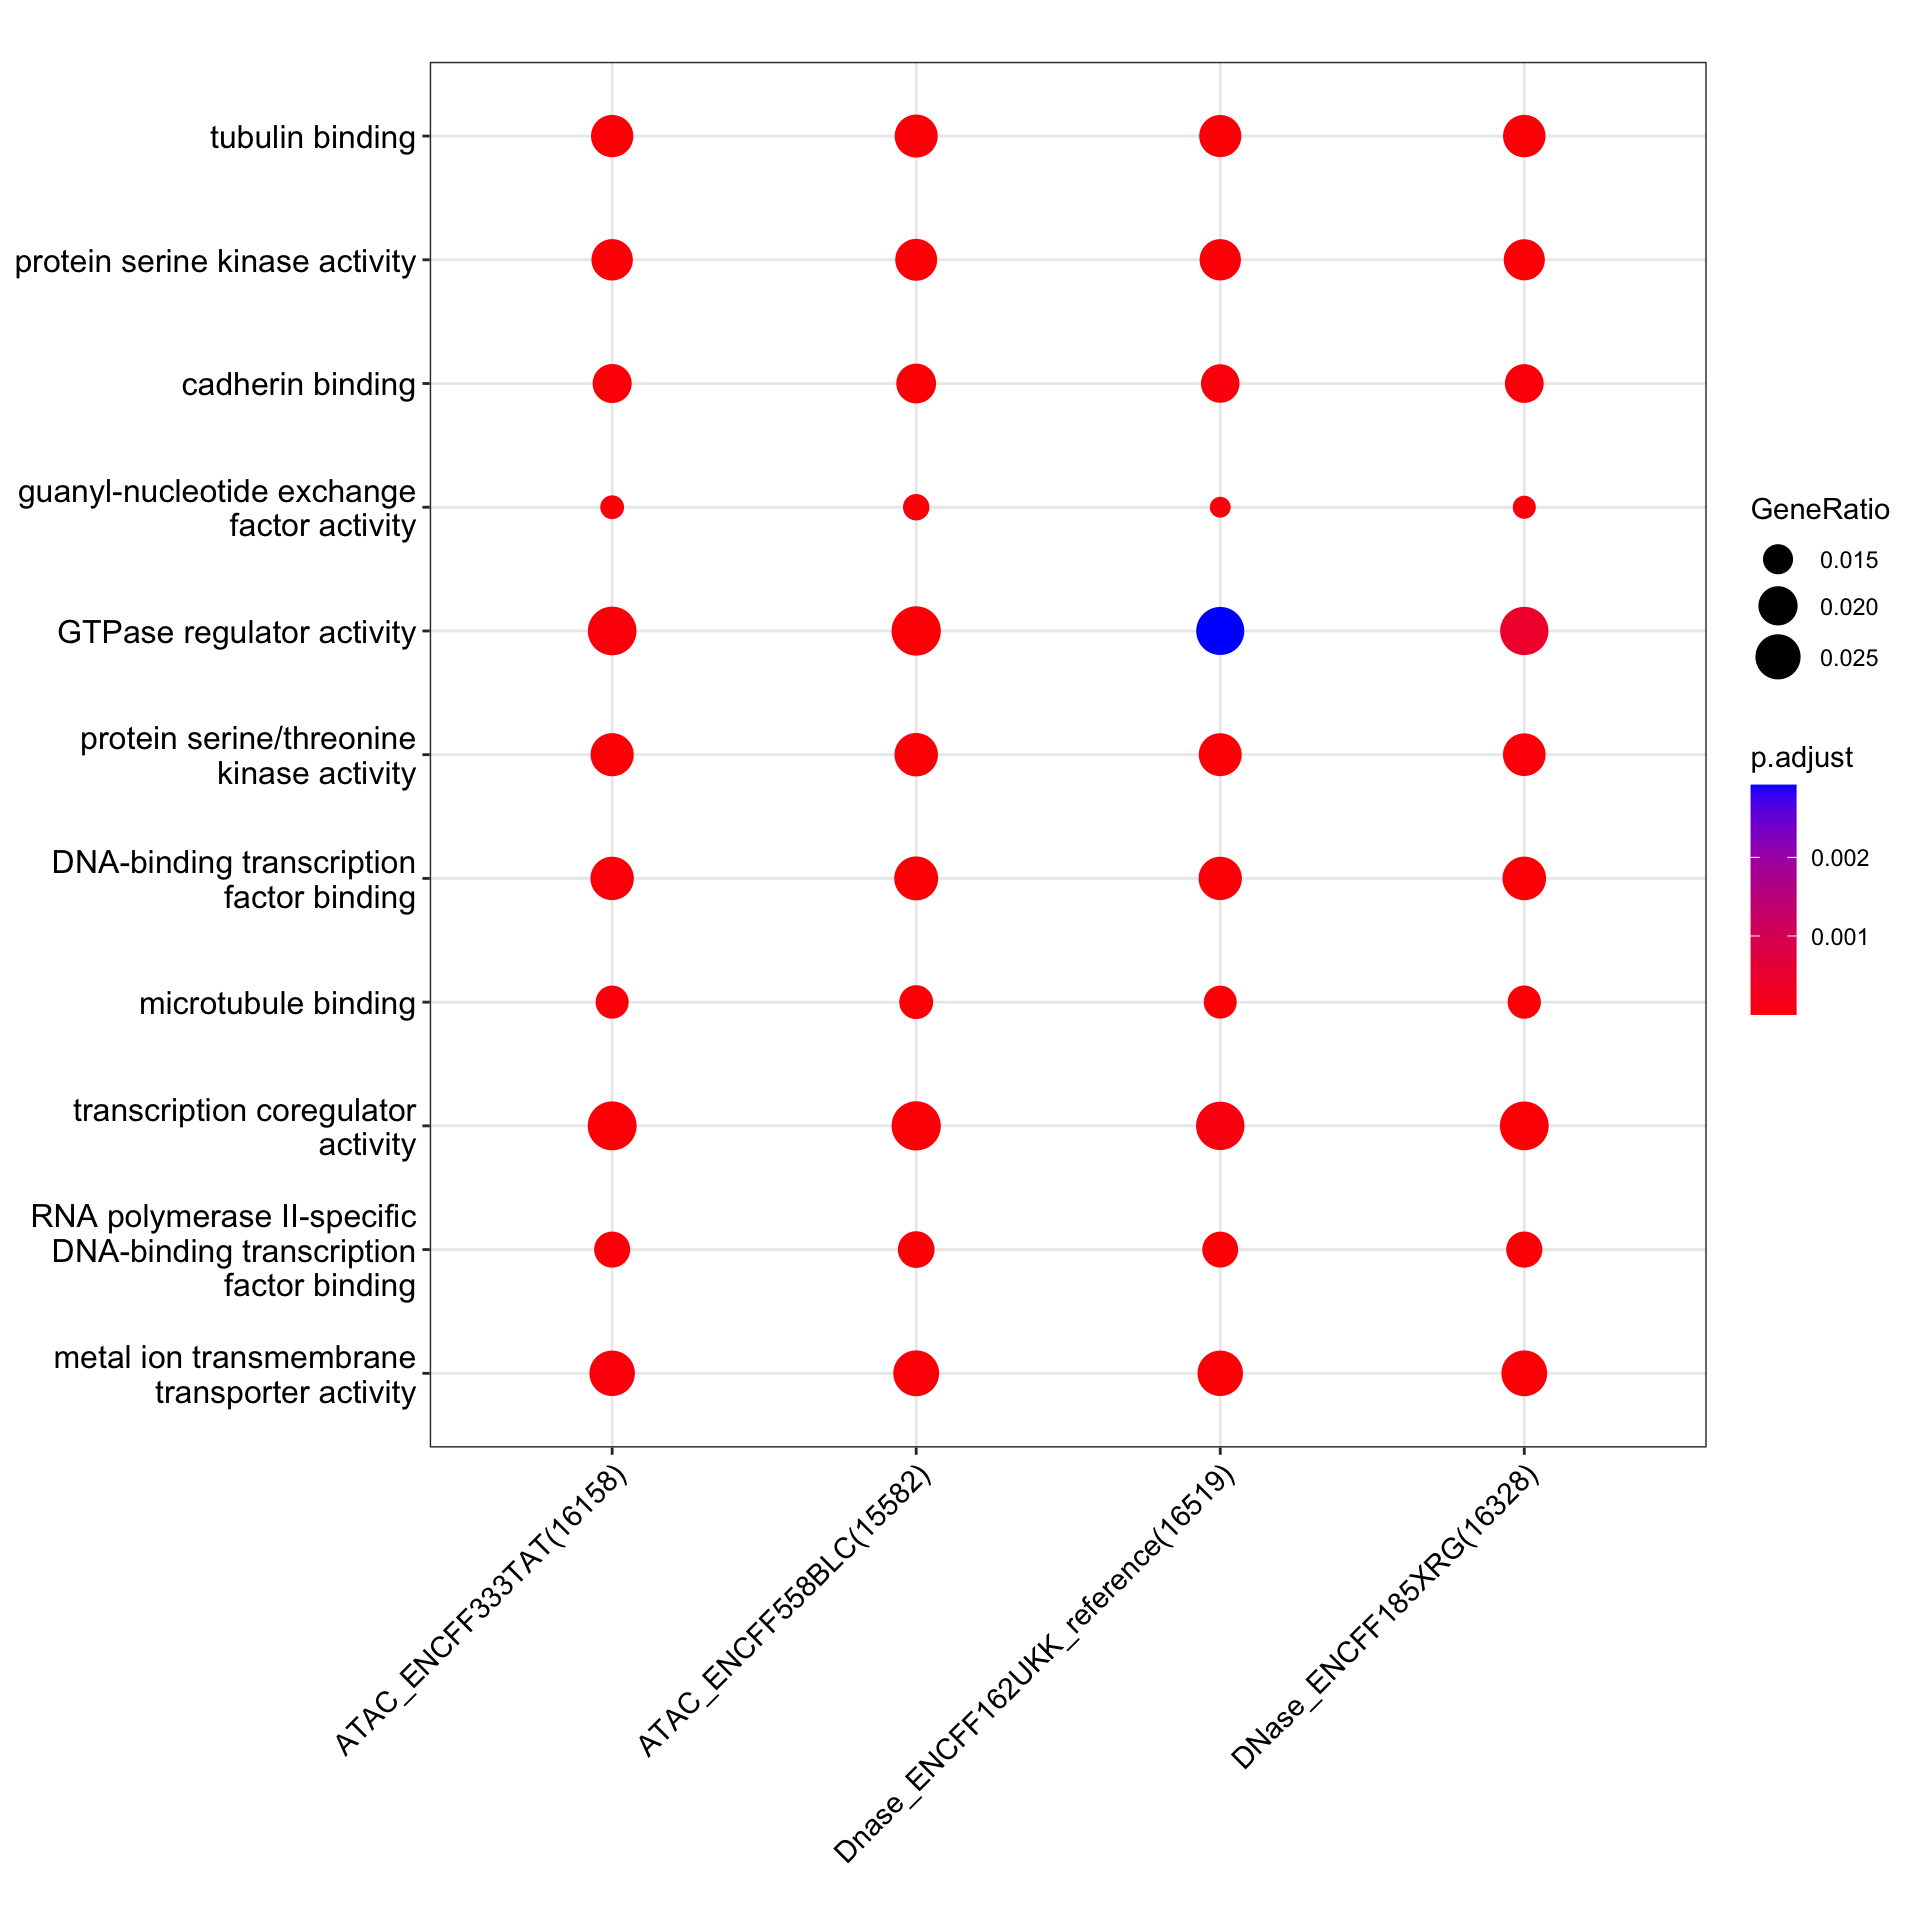 tubulin binding
protein serine kinase activity
cadherin binding
guanyl-nucleotide exchange
factor activity
GTPase regulator activity
protein serine/threonine
kinase activity
DNA-binding transcription
factor binding
microtubule binding
transcription coregulator
activity
RNA polymerase II-specific
DNA-binding transcription
factor binding
metal ion transmembrane
transporter activity
ATAC_ENCFF333TAT(16158)
ATAC_ENCFF558BLC(15582)
Dnase_ENCFF162UKK_reference(16519)
DNase_ENCFF185XRG(16328)
GeneRatio
0.015
0.020
0.025
p.adjust
0.002
0.001